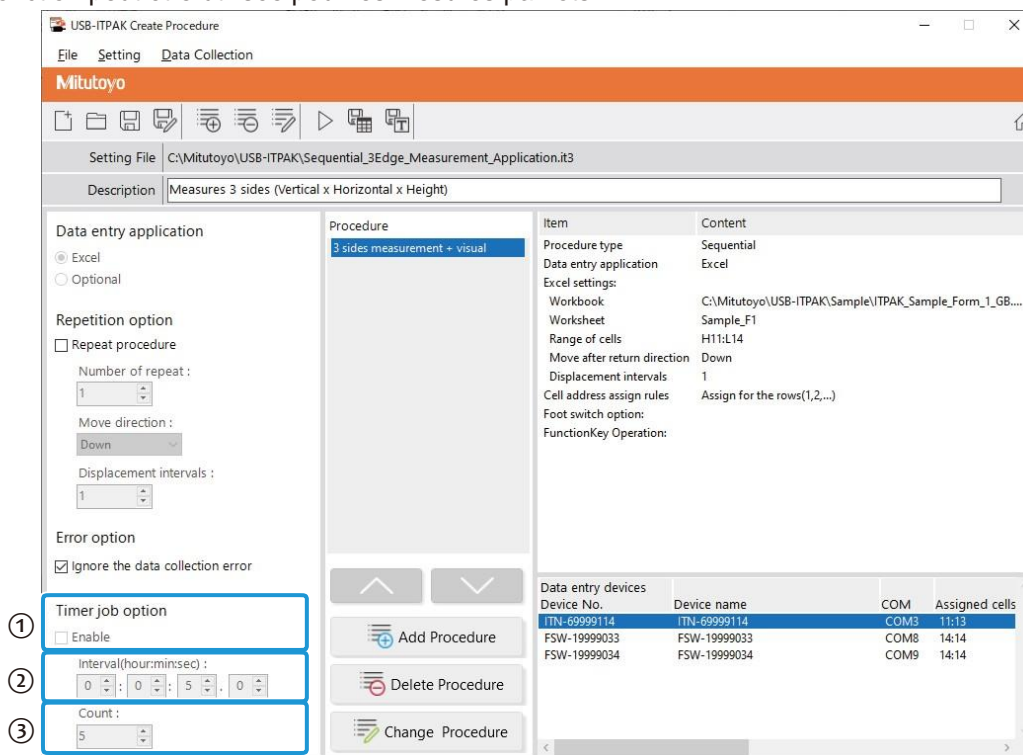 USB-ITPAK Create Procedure
File Setting Data Collection
Mitutoyo
Setting File C:\Mitutoyo\USB-ITPAK\Sequential_3Edge_Measurement_Application.it3
Description Measures 3 sides (Vertical x Horizontal x Height)
Data entry application
Excel
Optional
Repetition option
Repeat procedure
Number of repeat :
1
Move direction :
Down
Displacement intervals :
1
Error option
Ignore the data collection error
① Timer job option
Enable
② Interval(hour:min:sec) :
0 : 0 : 5 . 0
③ Count :
5
Procedure
3 sides measurement + visual
Add Procedure
Delete Procedure
Change Procedure
Item Content
Procedure type Sequential
Data entry application Excel
Excel settings:
Workbook C:\Mitutoyo\USB-ITPAK\Sample\ITPAK_Sample_Form_1_GB....
Worksheet Sample_F1
Range of cells H11:L14
Move after return direction Down
Displacement intervals 1
Cell address assign rules Assign for the rows(1,2,...)
Foot switch option:
FunctionKey Operation:
Data entry devices
Device No. Device name COM Assigned cells
ITN-69999114 ITN-69999114 COM3 11:13
FSW-19999033 FSW-19999033 COM8 14:14
FSW-19999034 FSW-19999034 COM9 14:14